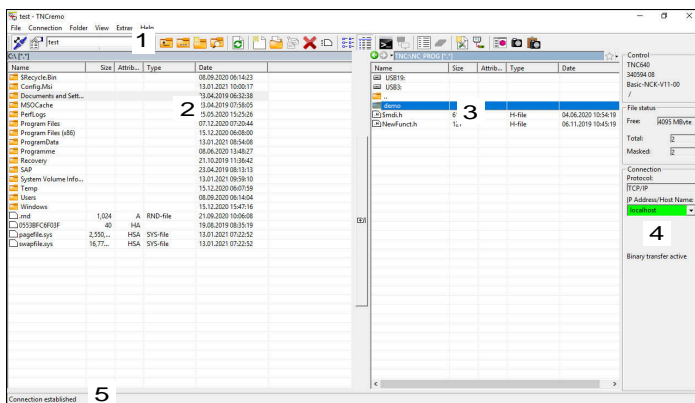 test - TNCremo
File Connection Folder View Extras Help
test
1
C:\ [*.*]
Name Size Attrib... Type Date
$Recycle.Bin 08.09.2020 06:14:23
Config.Msi 13.01.2021 10:00:17
Documents and Sett... 3.04.2019 06:32:38
MSOCache 3.04.2019 07:58:05
PerfLogs 5.05.2020 15:25:26
Program Files 07.12.2020 07:20:44
Program Files (x86) 15.12.2020 06:08:00
ProgramData 13.01.2021 08:54:08
Programme 08.06.2020 13:48:27
Recovery 21.10.2019 11:36:42
SAP 23.04.2019 08:13:13
System Volume Info... 13.01.2021 09:59:10
Temp 15.12.2020 06:07:59
Users 08.09.2020 06:14:04
Windows 15.12.2020 15:47:16
.rnd 1,024 A RND-file 21.09.2020 10:06:08
0553BFC6F03F 40 HA 19.08.2019 08:35:19
pagefile.sys 2,550,... HSA SYS-file 13.01.2021 07:22:52
swapfile.sys 16,77... HSA SYS-file 13.01.2021 07:22:52
2
TNC:\NC_PROG [*.*]
Name Size Attrib... Type Date
USB19:
USB3:
..
demo
$mdi.h H-file 04.06.2020 10:54:19
NewFunct.h H-file 06.11.2019 10:45:19
3
Control
TNC640
340594 08
Basic-NCK-V11-00
/
File status
Free: 4095 MByte
Total: 2
Masked: 2
Connection
Protocol:
TCP/IP
IP Address/Host Name:
localhost
4
Binary transfer active
Connection established
5